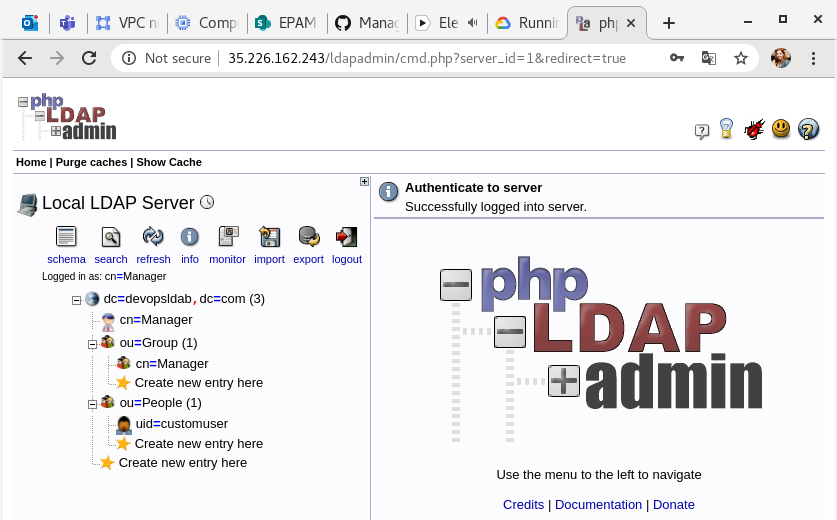 VPC n
Comp
EPAM
Manag
Ele
Runnin
php
Not secure | 35.226.162.243/ldapadmin/cmd.php?server_id=1&redirect=true
php
LDAP
admin
Home | Purge caches | Show Cache
Local LDAP Server
schema search refresh info monitor import export logout
Logged in as: cn=Manager
dc=devopsldab,dc=com (3)
cn=Manager
ou=Group (1)
cn=Manager
Create new entry here
ou=People (1)
uid=customuser
Create new entry here
Create new entry here
Authenticate to server
Successfully logged into server.
php
LDAP
admin
Use the menu to the left to navigate
Credits | Documentation | Donate